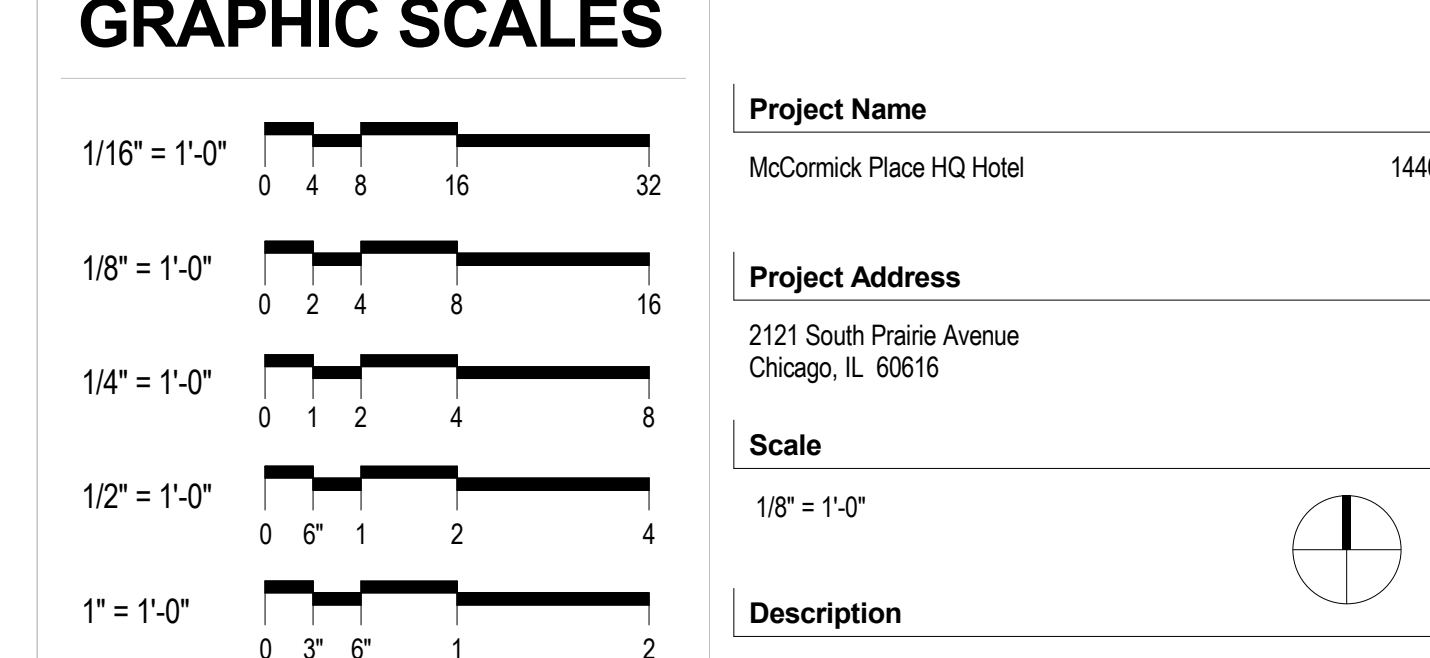 GRAPHIC SCALES
1/16" = 1'-0"
0 4 8 16 32
1/8" = 1'-0"
0 2 4 8 16
1/4" = 1'-0"
0 1 2 4 8
1/2" = 1'-0"
0 6" 1 2 4
1" = 1'-0"
0 3" 6" 1 2
Project Name
McCormick Place HQ Hotel
Project Address
2121 South Prairie Avenue
Chicago, IL 60616
Scale
1/8" = 1'-0"
Description